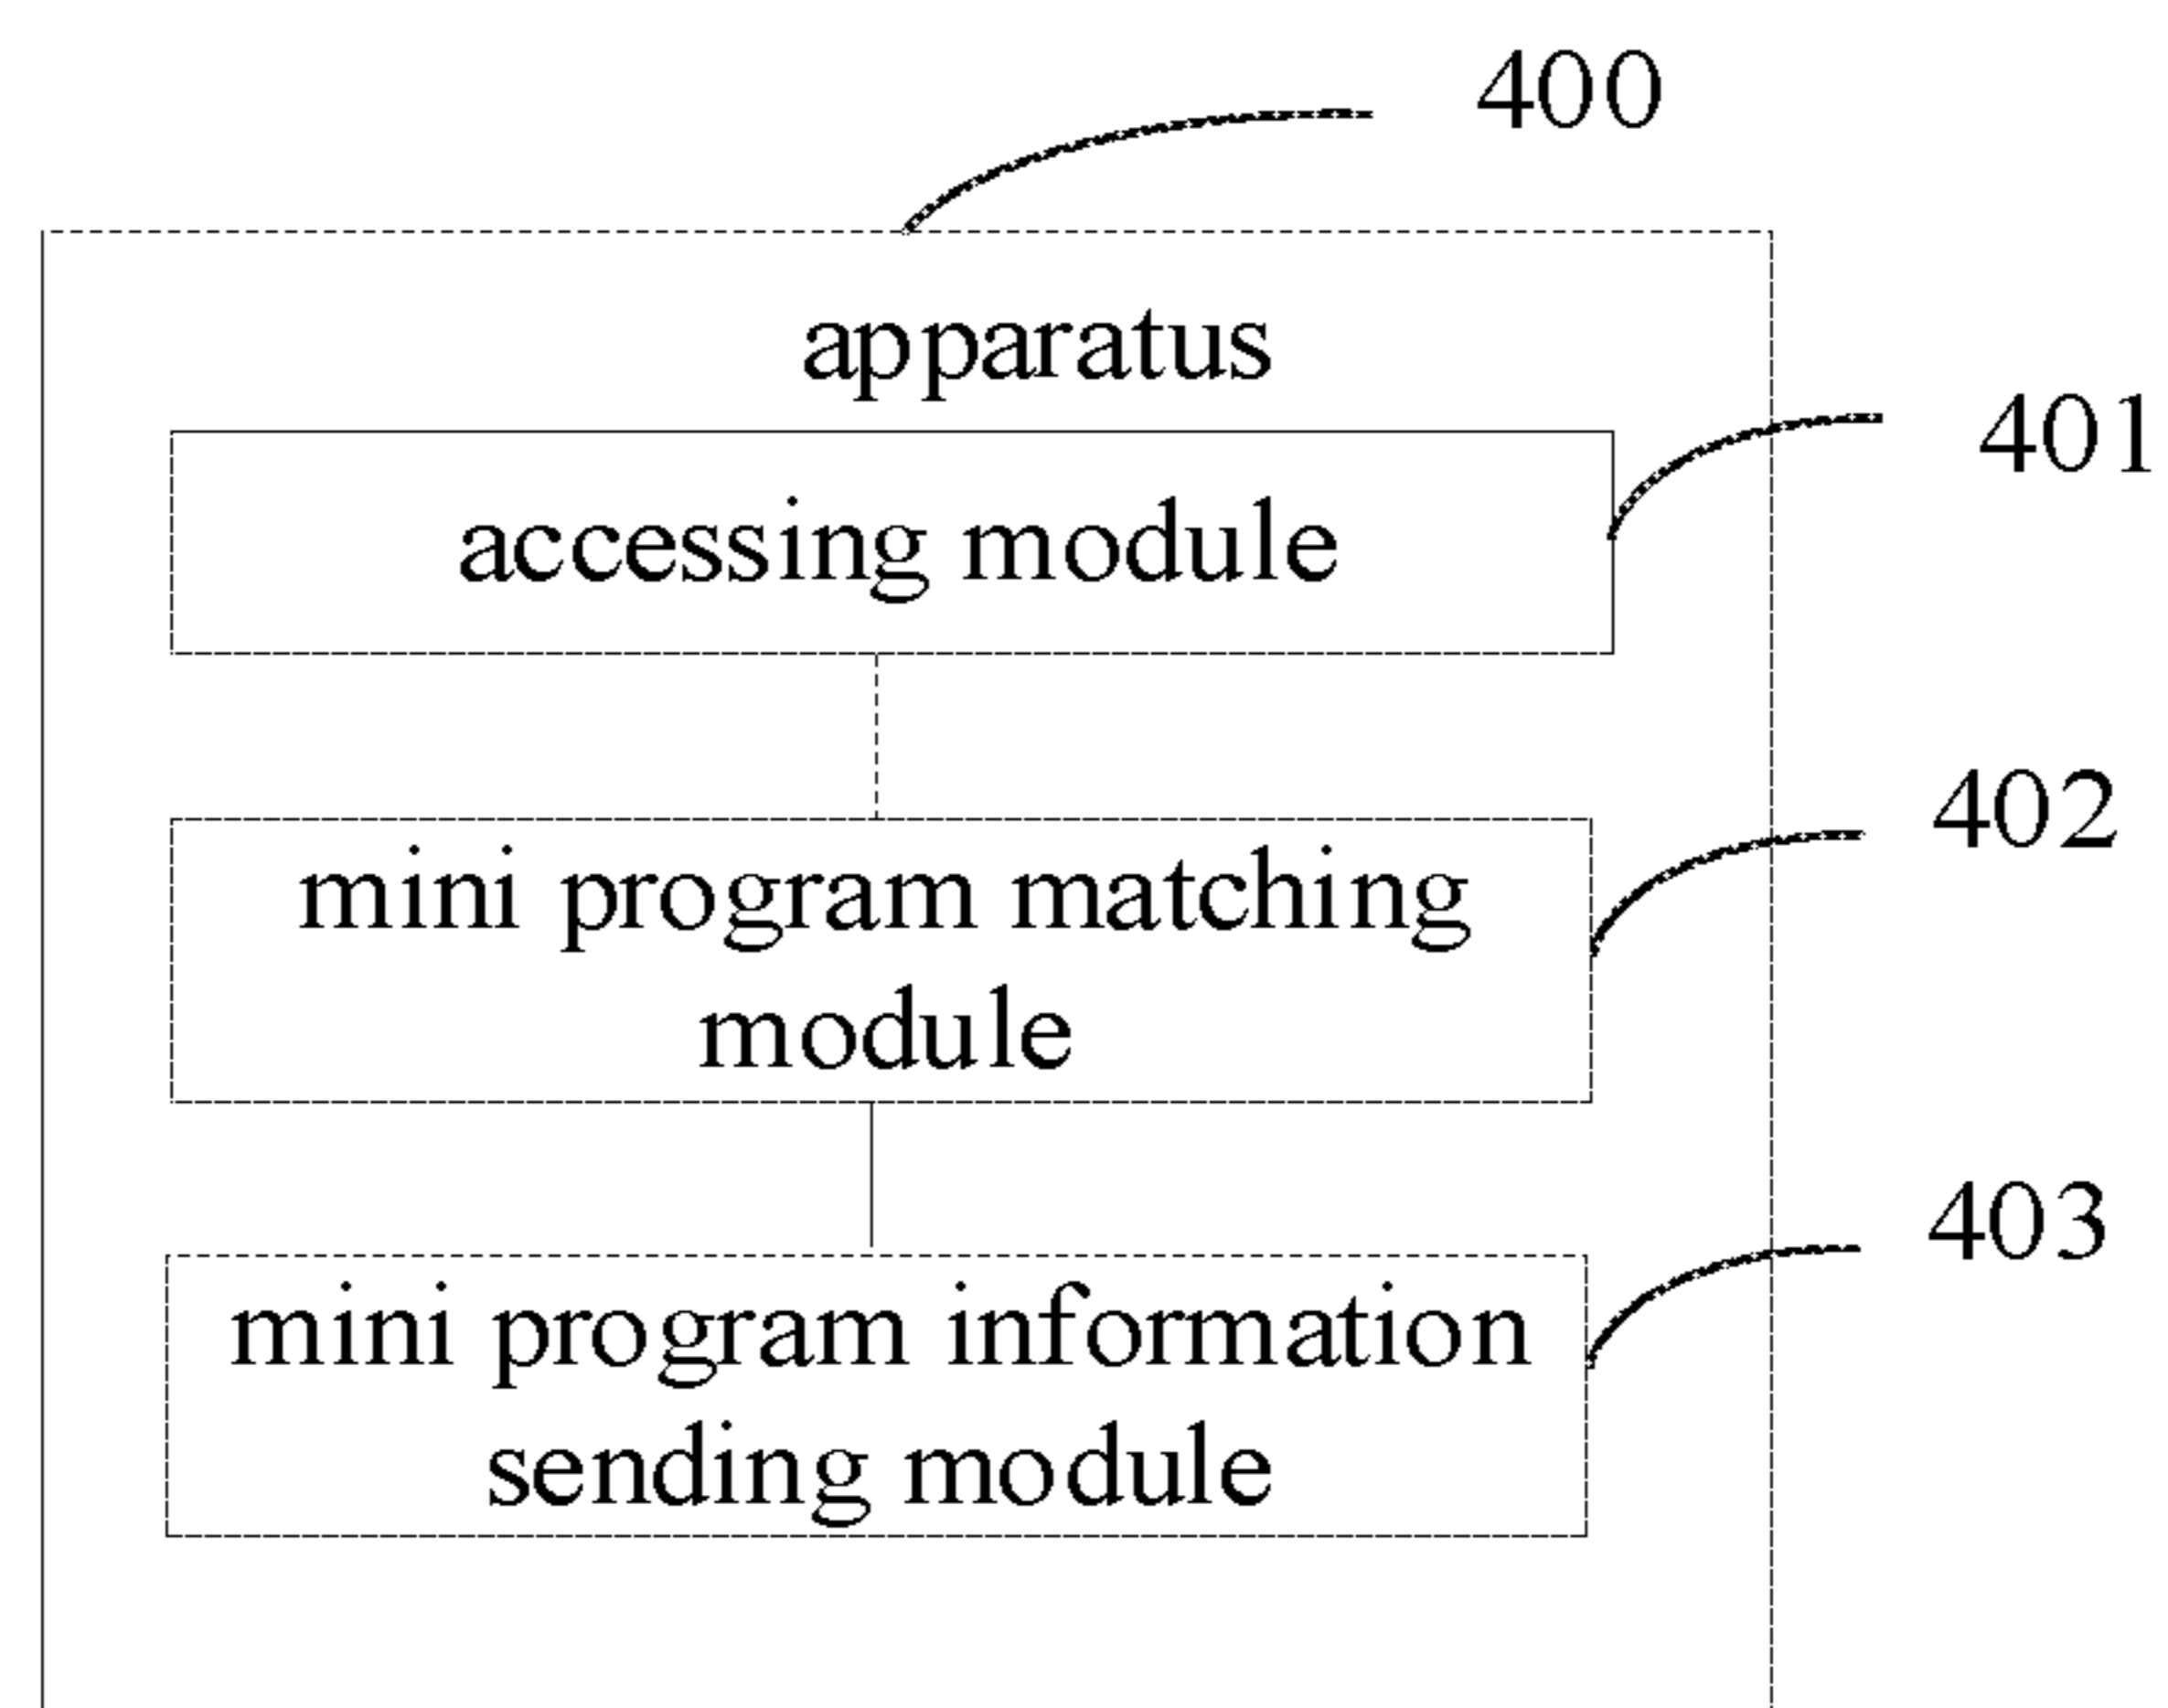 400
apparatus
401
accessing module
402
mini program matching
module
403
mini program information
sending module